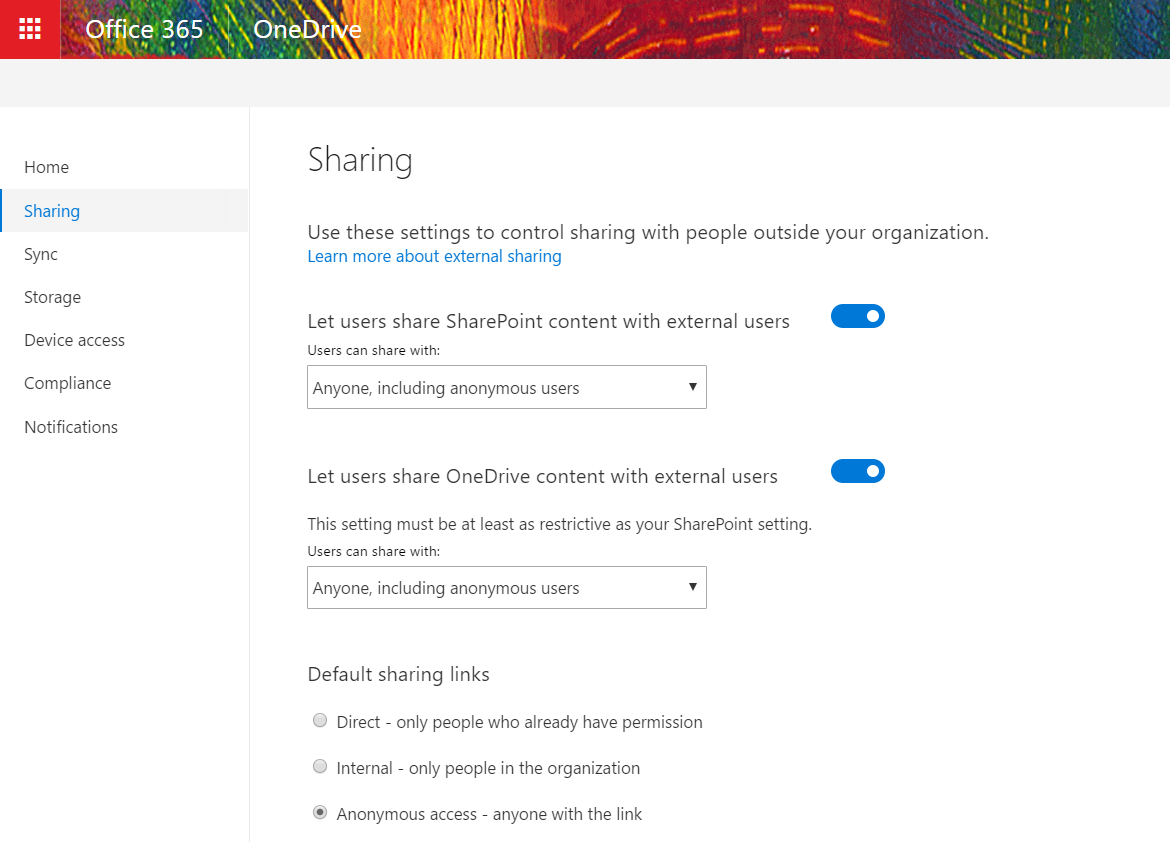 Office 365 OneDrive
Home
Sharing
Sync
Storage
Device access
Compliance
Notifications
Sharing
Use these settings to control sharing with people outside your organization.
Learn more about external sharing
Let users share SharePoint content with external users
Users can share with:
Anyone, including anonymous users
Let users share OneDrive content with external users
This setting must be at least as restrictive as your SharePoint setting.
Users can share with:
Anyone, including anonymous users
Default sharing links
Direct - only people who already have permission
Internal - only people in the organization
Anonymous access - anyone with the link